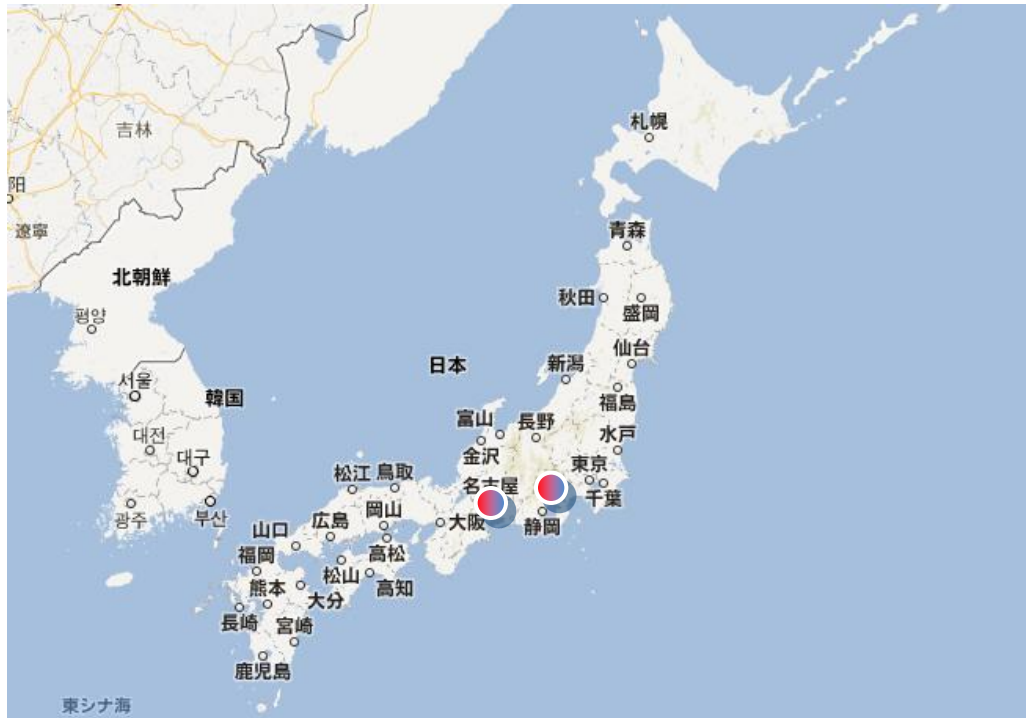 札幌
吉林
阳
青森
遼寧
北朝鮮
秋田
盛岡
평양
仙台
日本
新潟
서울
韓国
福島
富山
長野
대전
水戸
金沢
대구
東京
松江
鳥取
名古屋
千葉
岡山
광주
부산
広島
大阪
静岡
山口
福岡
高松
松山
熊本
高知
大分
長崎
宮崎
鹿児島
東シナ海